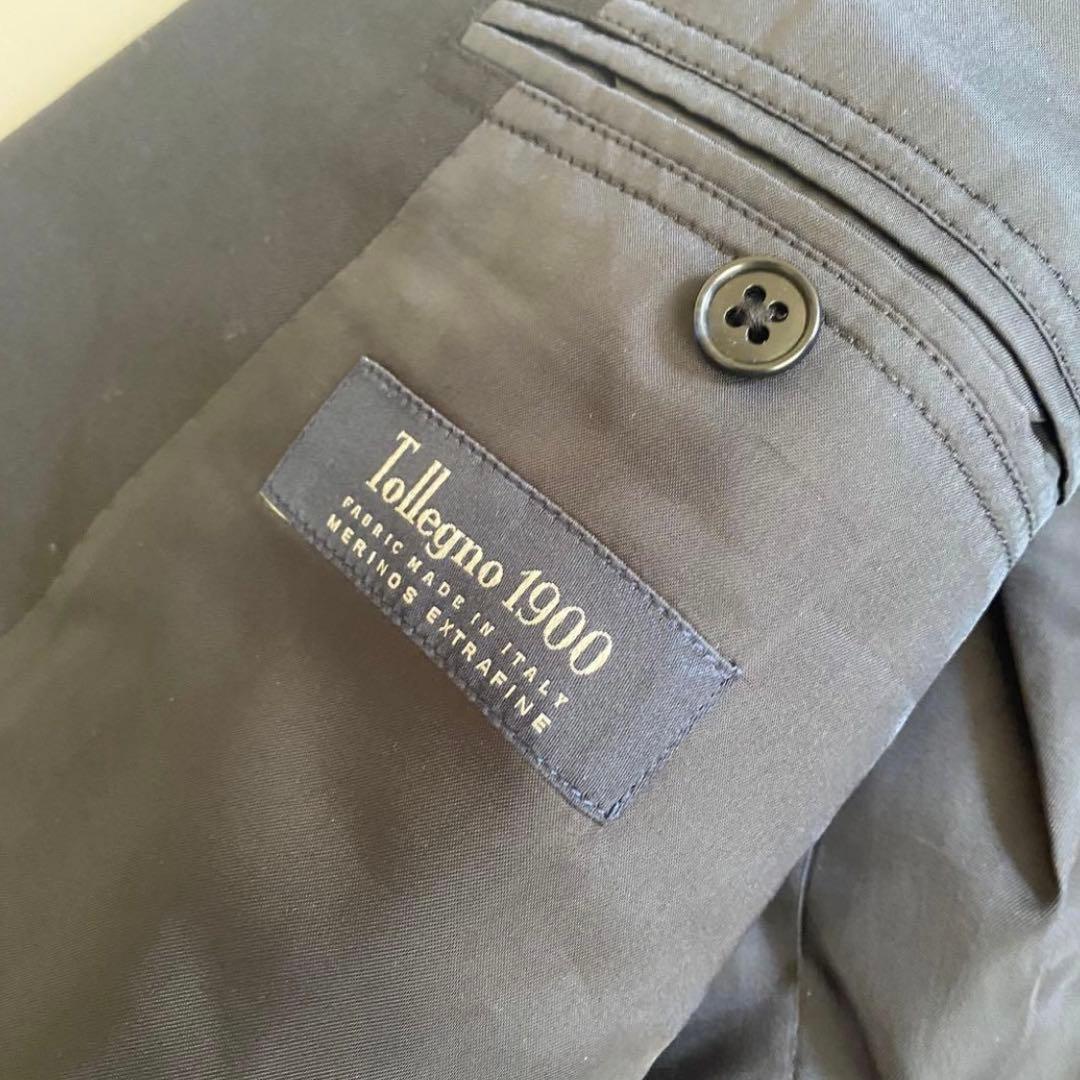 Tollegno 1900
FABRIC MADE IN ITALY
MERINOS EXTRAFINE